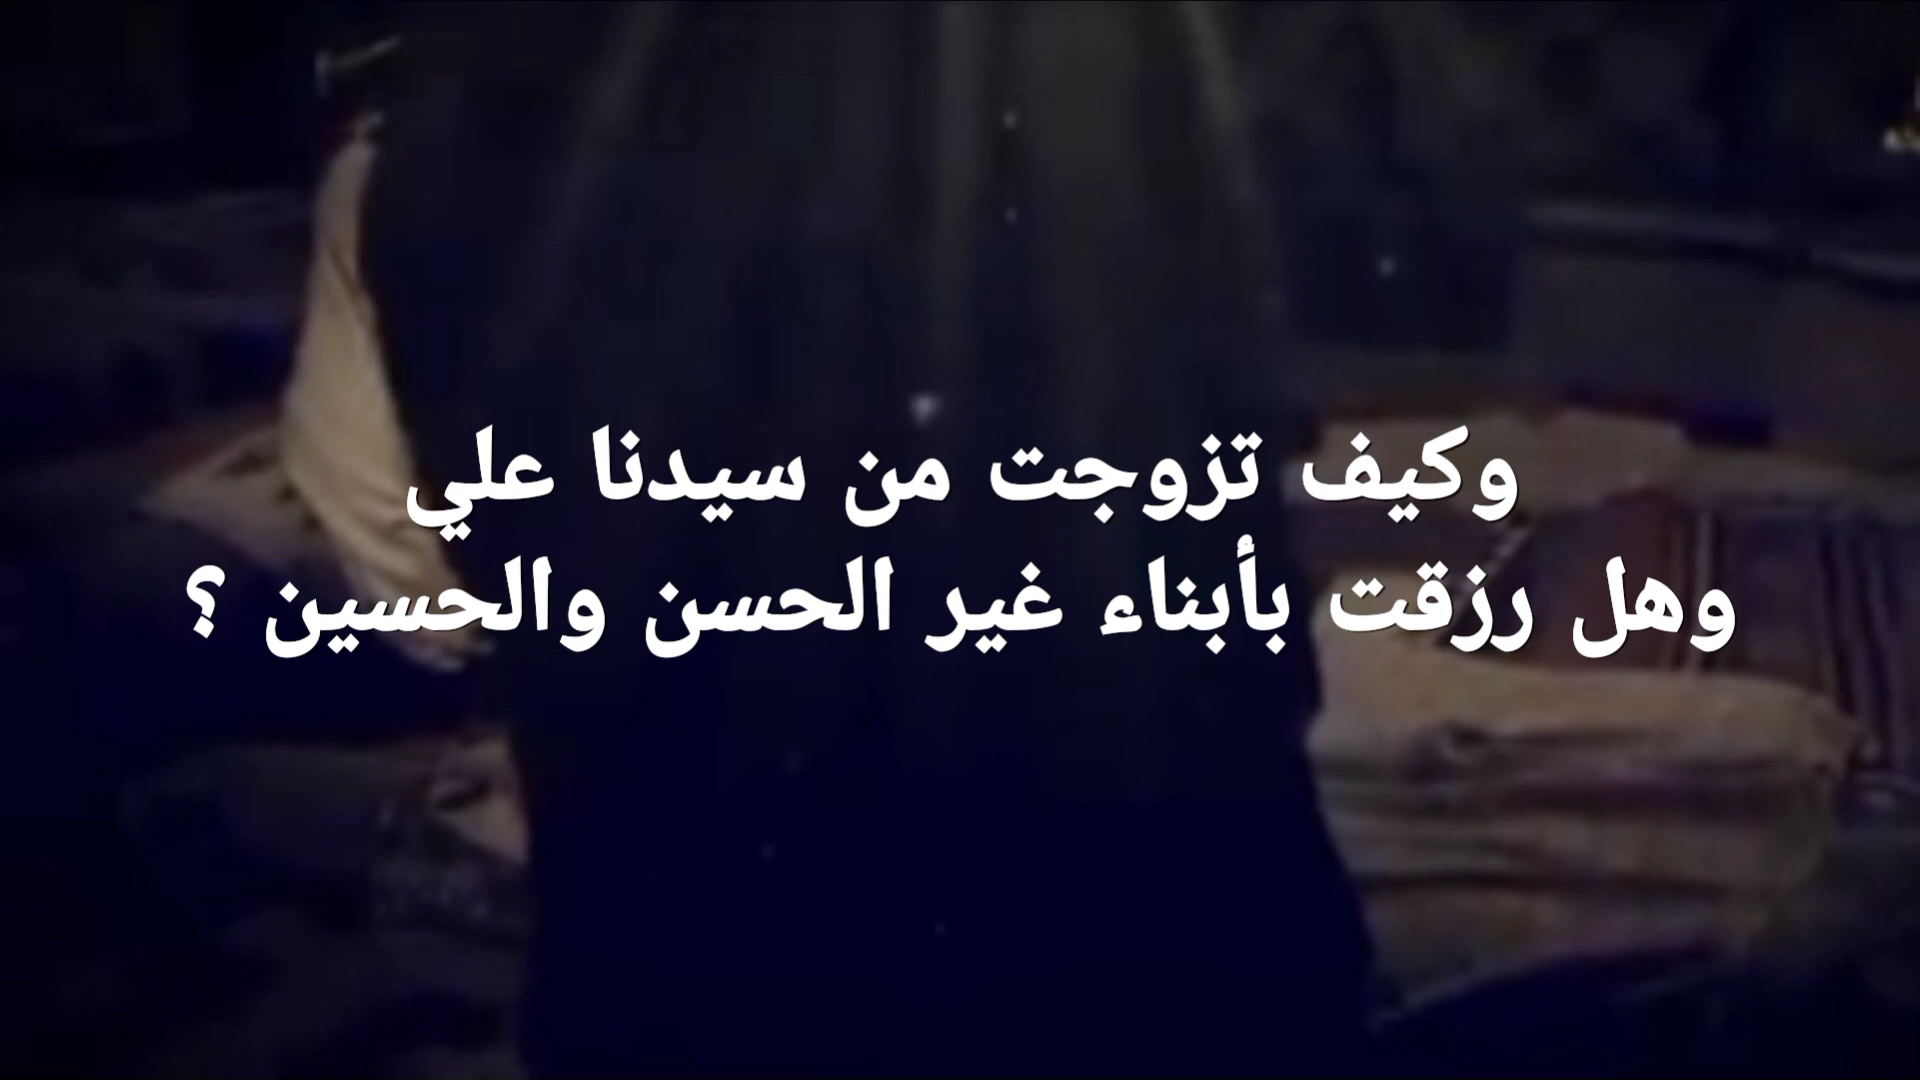 وكيف تزوجت من سيدنا علي
وهل رزقت بأبناء غير الحسن والحسين ؟